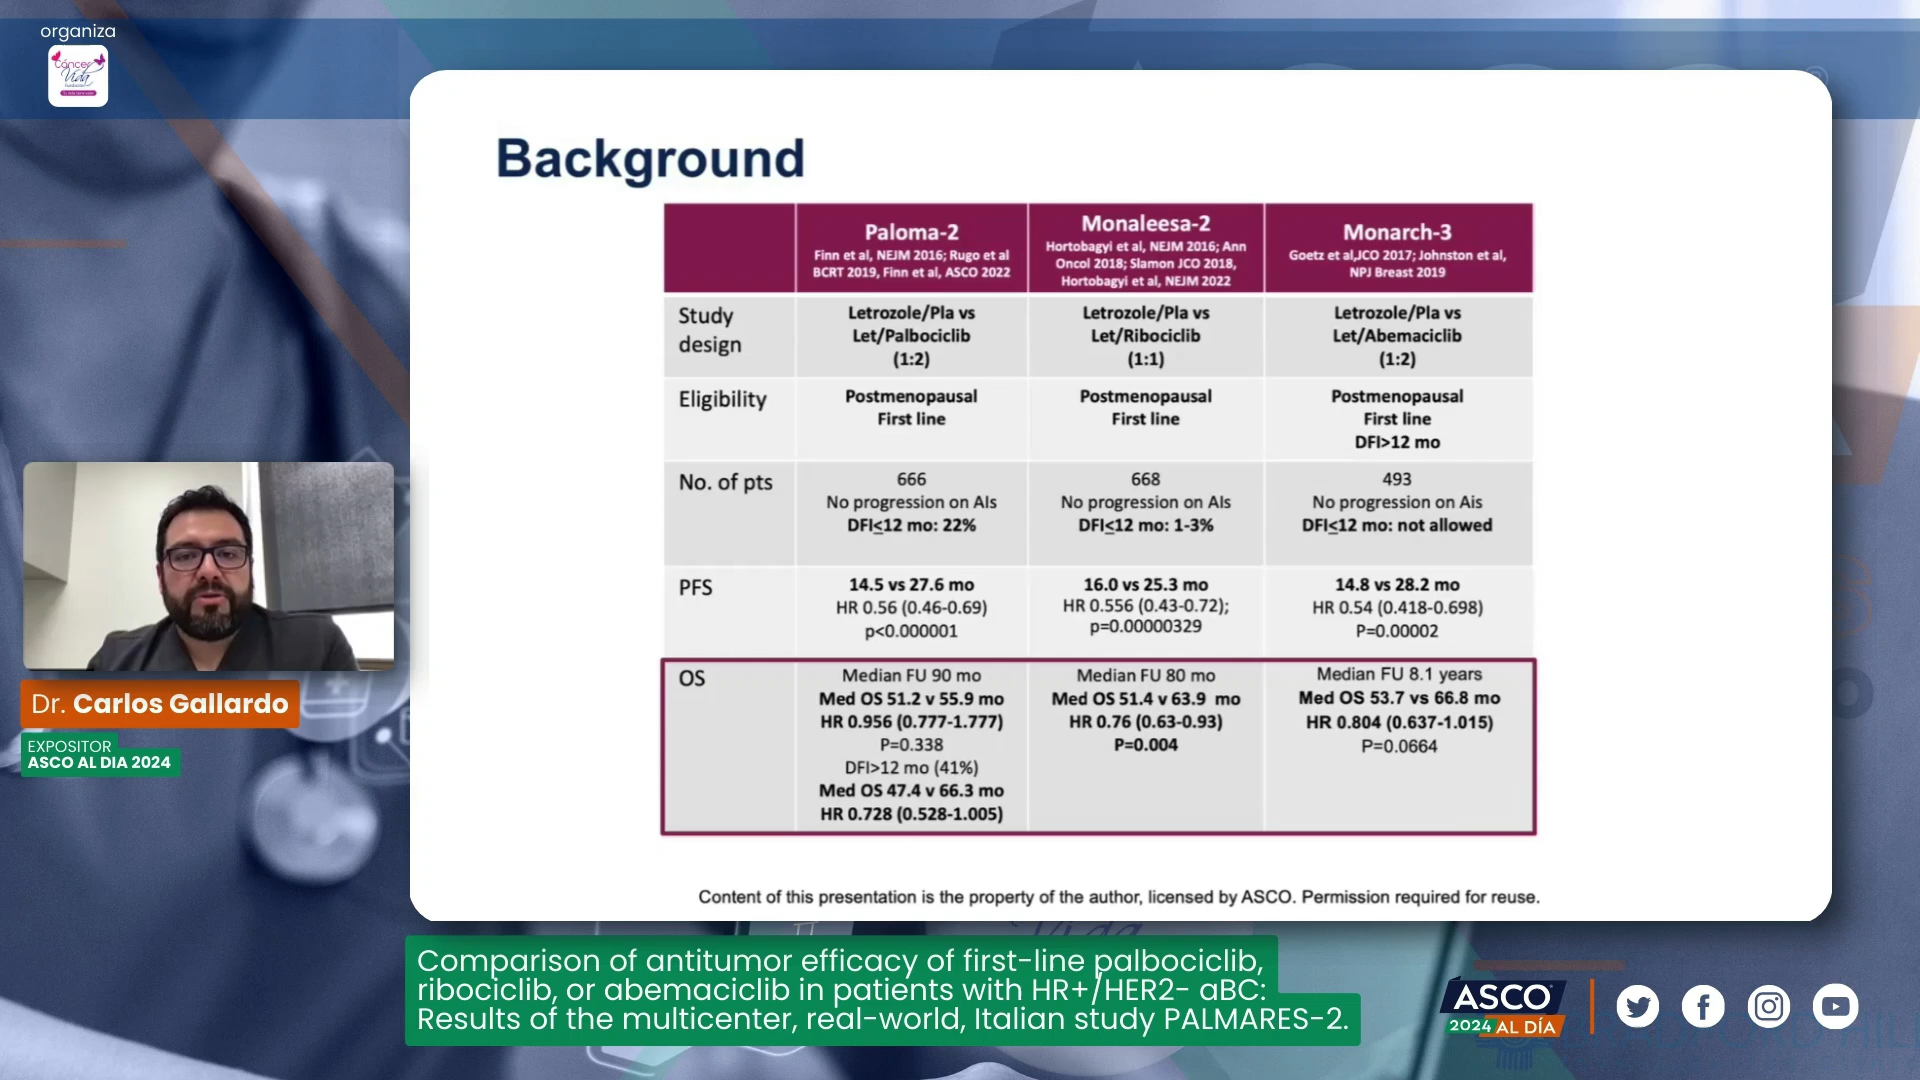 organiza
Cáncer
Vida
Background
Paloma-2
Finn et al, NEJM 2016; Rugo et al
BCRT 2019, Finn et al, ASCO 2022
Monaleesa-2
Hortobagyi et al, NEJM 2016; Ann
Oncol 2018; Slamon JCO 2018,
Hortobagyi et al, NEJM 2022
Monarch-3
Goetz et al,JCO 2017; Johnston et al,
NPJ Breast 2019
Study
design
Letrozole/Pla vs
Let/Palbociclib
(1:2)
Letrozole/Pla vs
Let/Ribociclib
(1:1)
Letrozole/Pla vs
Let/Abemaciclib
(1:2)
Eligibility
Postmenopausal
First line
Postmenopausal
First line
Postmenopausal
First line
DFI>12 mo
No. of pts
666
No progression on AIs
DFI≤12 mo: 22%
668
No progression on AIs
DFI≤12 mo: 1-3%
493
No progression on Ais
DFI≤12 mo: not allowed
PFS
14.5 vs 27.6 mo
HR 0.56 (0.46-0.69)
p<0.000001
16.0 vs 25.3 mo
HR 0.556 (0.43-0.72);
p=0.00000329
14.8 vs 28.2 mo
HR 0.54 (0.418-0.698)
P=0.00002
OS
Median FU 90 mo
Med OS 51.2 v 55.9 mo
HR 0.956 (0.777-1.777)
P=0.338
DFI>12 mo (41%)
Med OS 47.4 v 66.3 mo
HR 0.728 (0.528-1.005)
Median FU 80 mo
Med OS 51.4 v 63.9 mo
HR 0.76 (0.63-0.93)
P=0.004
Median FU 8.1 years
Med OS 53.7 vs 66.8 mo
HR 0.804 (0.637-1.015)
P=0.0664
Content of this presentation is the property of the author, licensed by ASCO. Permission required for reuse.
Dr. Carlos Gallardo
EXPOSITOR
ASCO AL DIA 2024
Comparison of antitumor efficacy of first-line palbociclib,
ribociclib, or abemaciclib in patients with HR+/HER2- aBC:
Results of the multicenter, real-world, Italian study PALMARES-2.
ASCO
2024 AL DÍA